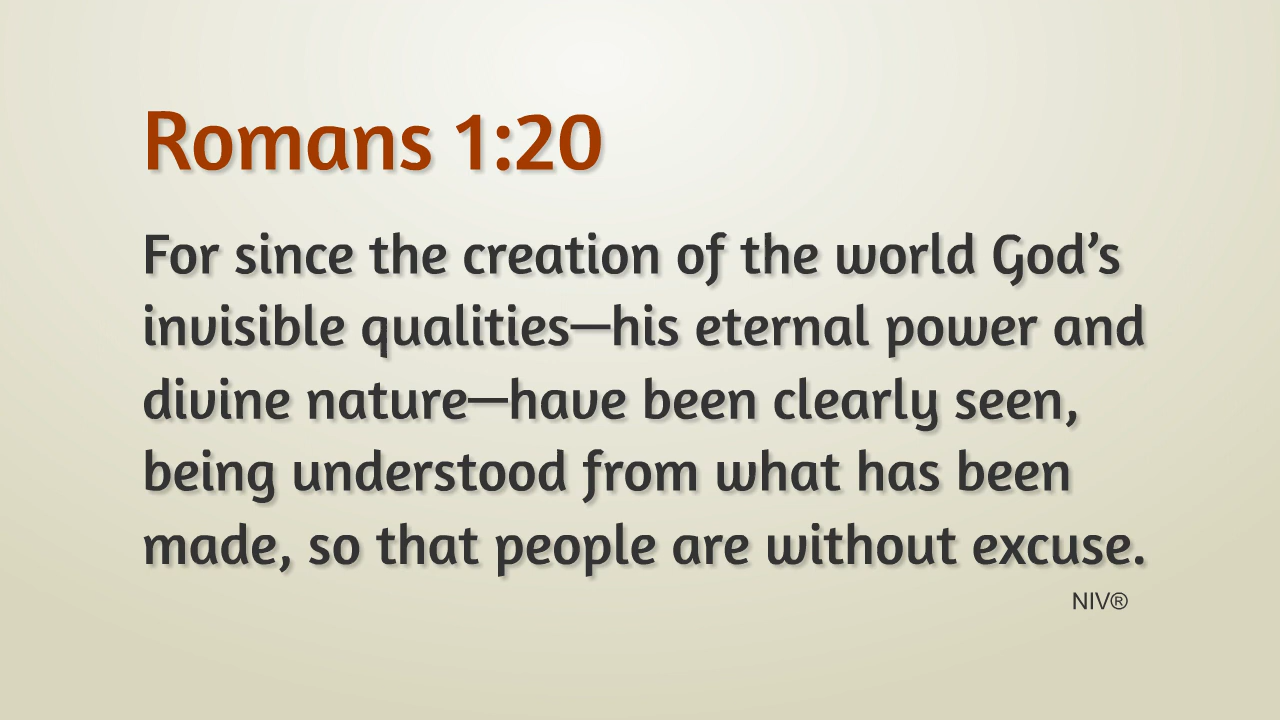 Romans 1:20
For since the creation of the world God’s
invisible qualities—his eternal power and
divine nature—have been clearly seen,
being understood from what has been
made, so that people are without excuse.
NIV®